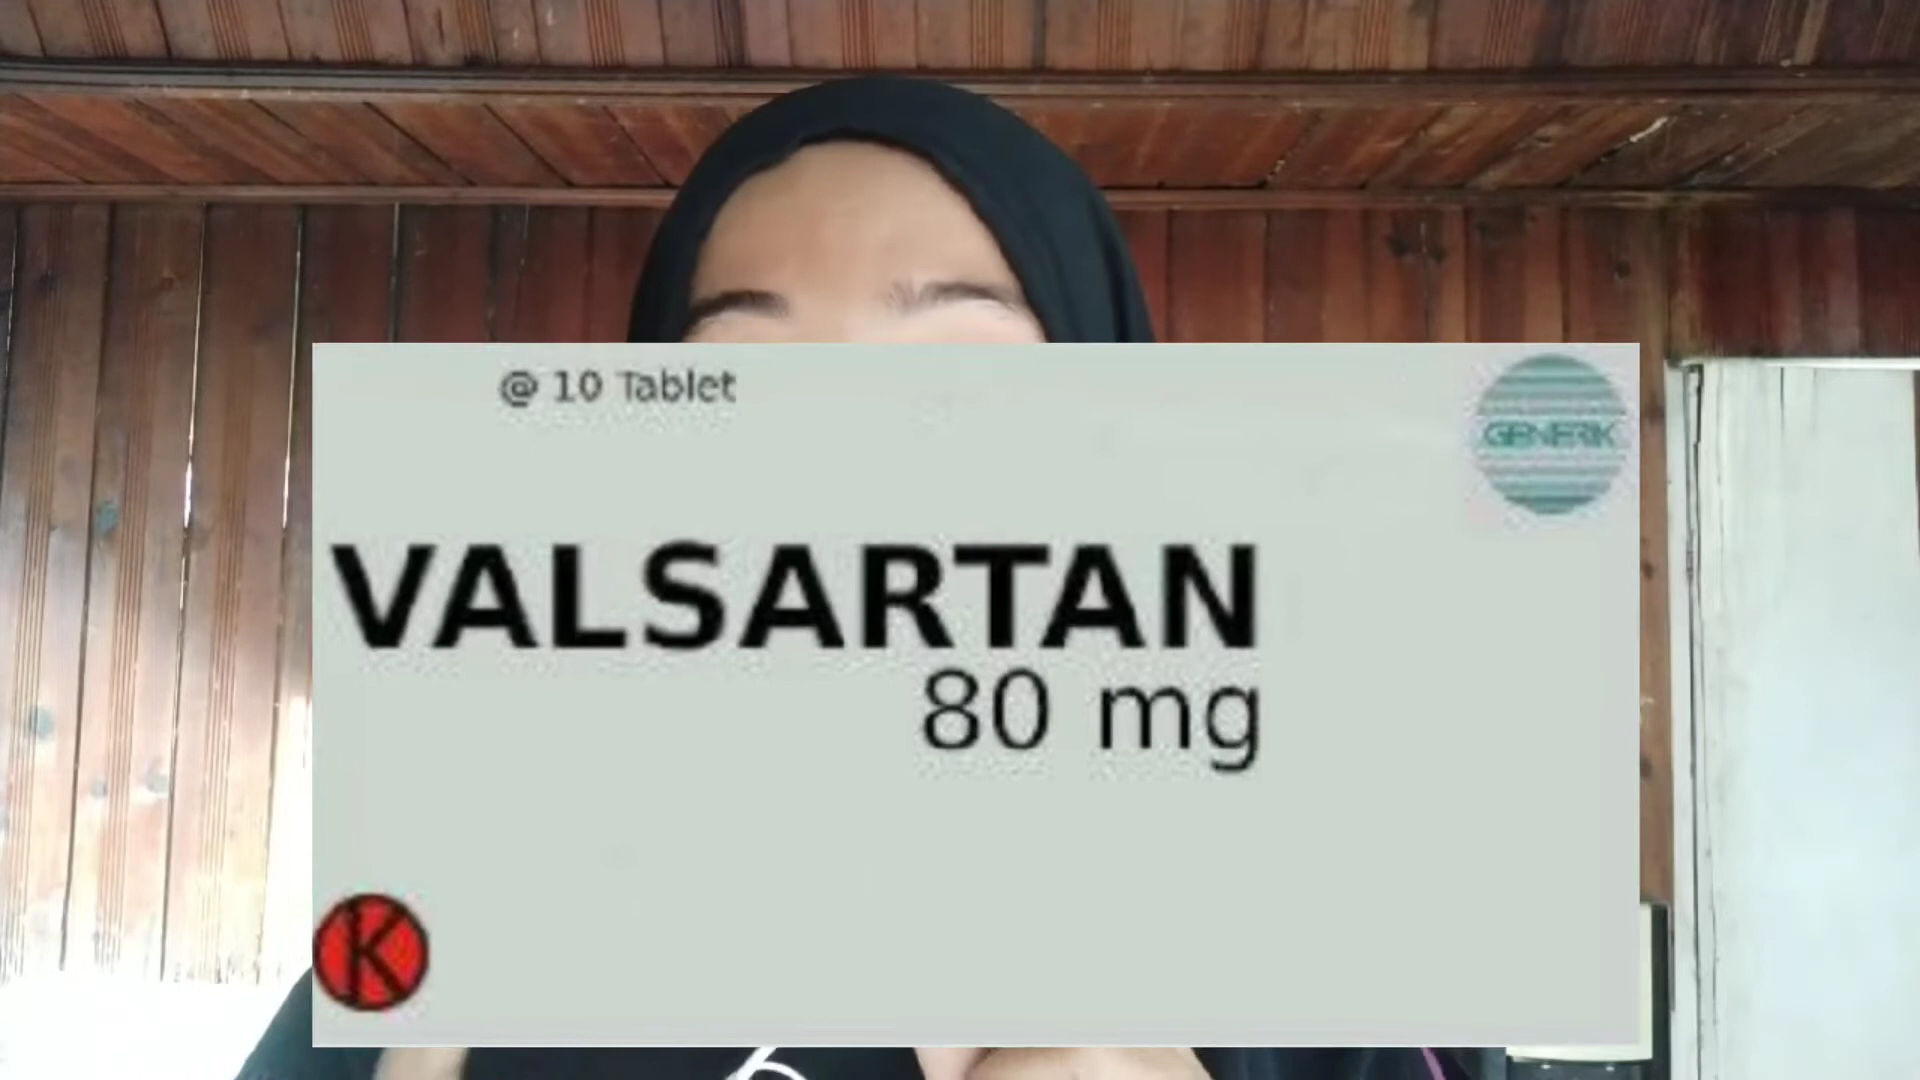 @ 10 Tablet
GENERIK
VALSARTAN
80 mg
K